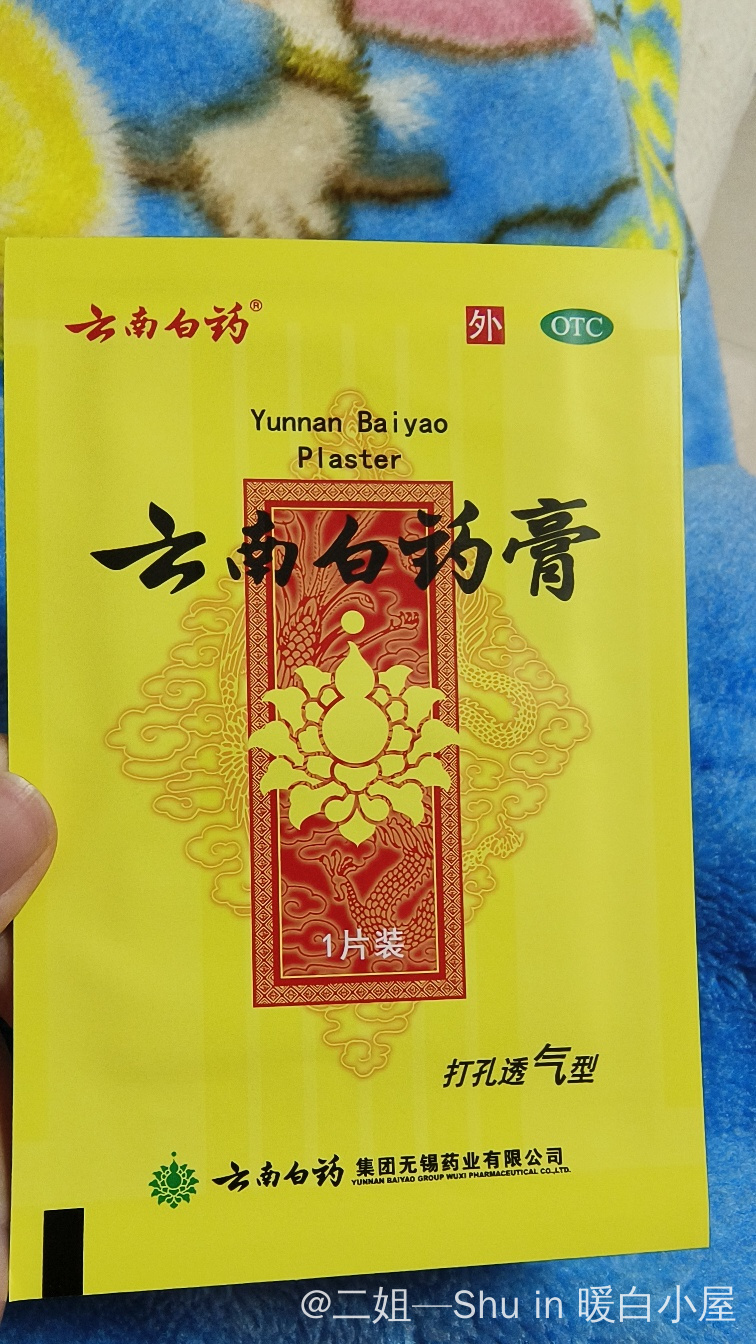 云南白药®
外 OTC
Yunnan Baiyao
Plaster
云南白药膏
1片装
打孔透气型
云南白药 集团无锡药业有限公司
YUNNAN BAIYAO GROUP WUXI PHARMACEUTICAL CO.,LTD.
@二姐—Shu in 暖白小屋